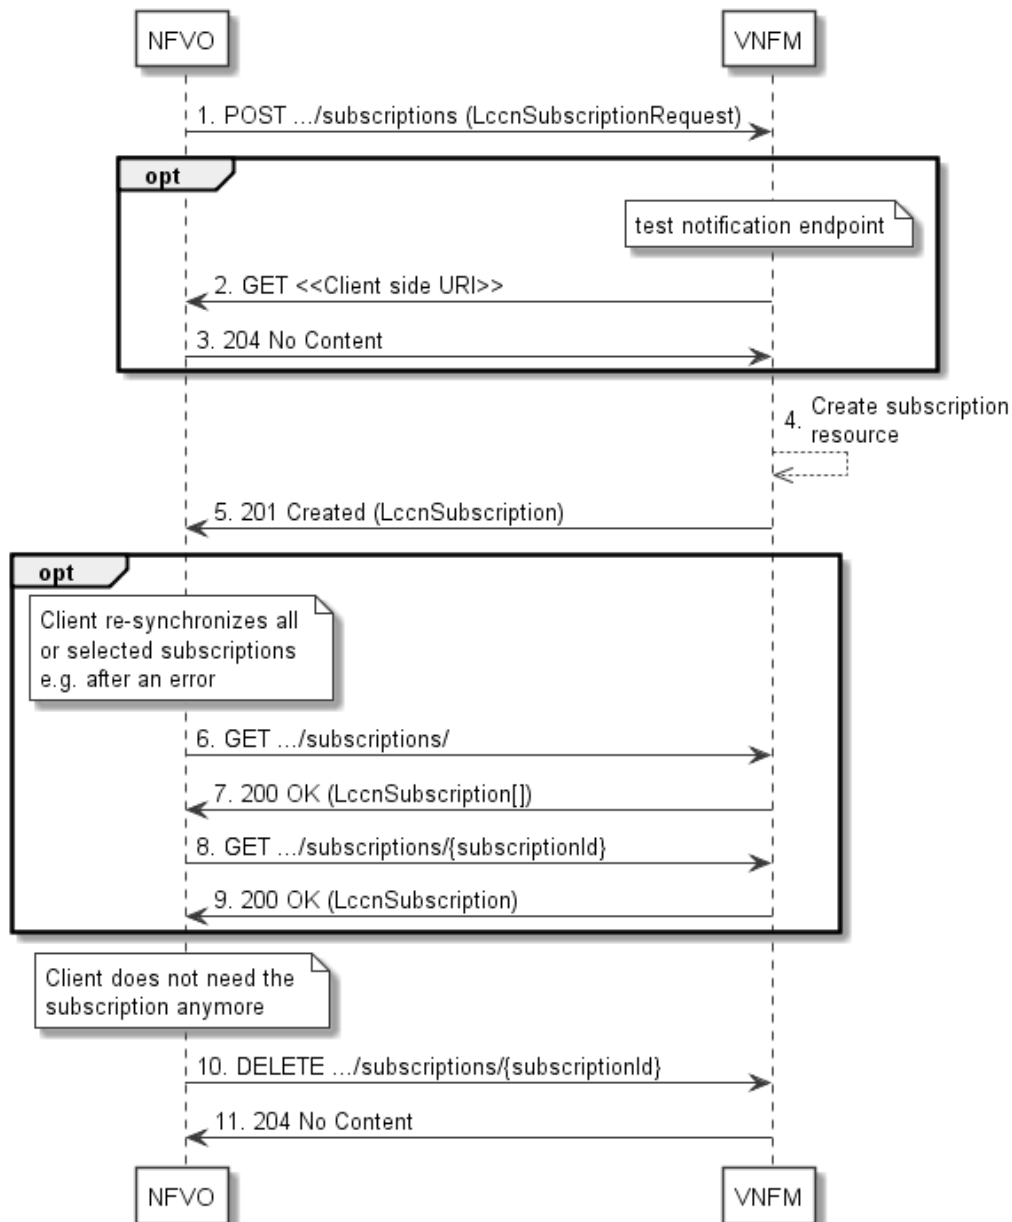 NFVO
VNFM
1. POST .../subscriptions (LccnSubscriptionRequest)
opt
test notification endpoint
2. GET <<Client side URI>>
3. 204 No Content
4. Create subscription
resource
5. 201 Created (LccnSubscription)
opt
Client re-synchronizes all
or selected subscriptions
e.g. after an error
6. GET .../subscriptions/
7. 200 OK (LccnSubscription[])
8. GET .../subscriptions/{subscriptionId}
9. 200 OK (LccnSubscription)
Client does not need the
subscription anymore
10. DELETE .../subscriptions/{subscriptionId}
11. 204 No Content
NFVO
VNFM